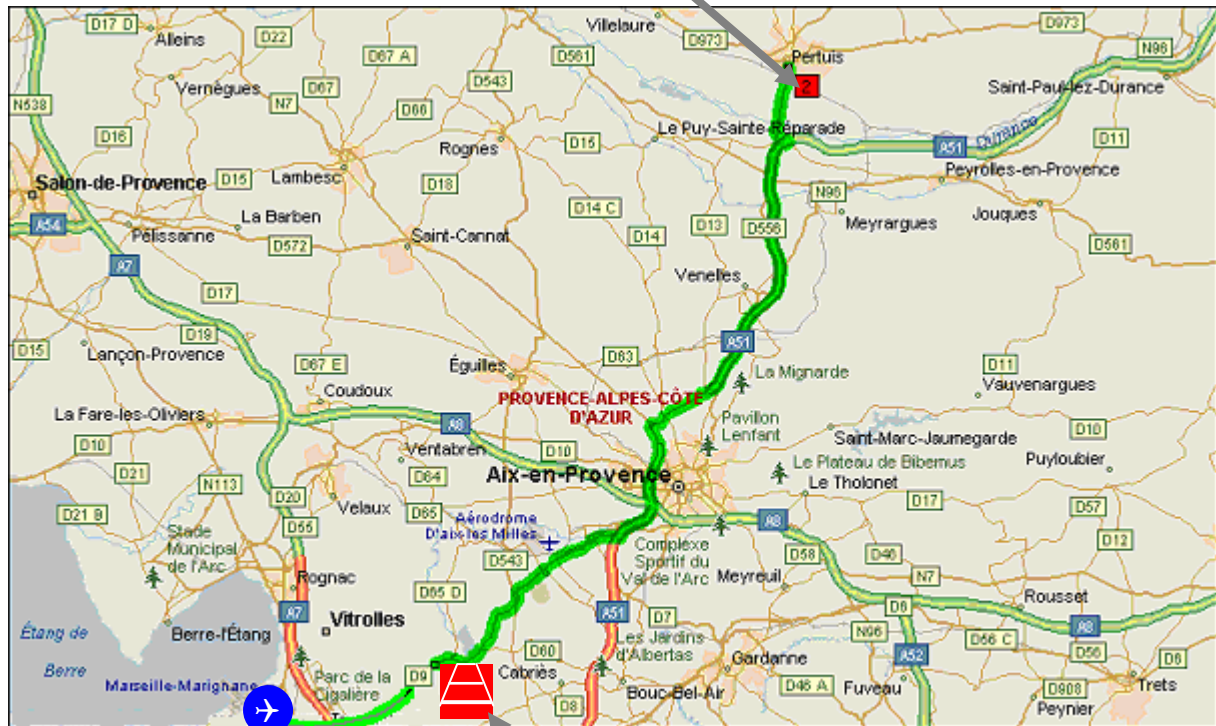 Villelaure
D17 D
Alleins
D22
D67 A
D561
D973
D973
N96
Pertuis
2
Vernègues
D67
D543
Saint-Paul-lez-Durance
N538
N7
D66
Durance
D16
Rognes
D15
Le Puy-Sainte-Réparade
D11
A51
Salon-de-Provence
D15
Lambesc
D18
Peyrolles-en-Provence
N96
La Barben
D14 C
D13
D556
Meyrargues
Jouques
A54
Pélissanne
D572
Saint-Cannat
D14
D561
A7
Venelles
D17
D19
A51
D15
Lançon-Provence
D67 E
Éguilles
D63
La Mignarde
D11
Vauvenargues
Coudoux
PROVENCE-ALPES-CÔTE
D'AZUR
La Fare-les-Oliviers
A8
Pavillon
Lenfant
D10
Ventabren
D10
Saint-Marc-Jaumegarde
D10
D21
D64
Aix-en-Provence
Le Plateau de Bibemus
Puyloubier
N113
Le Tholonet
D20
D17
D57
Velaux
D21 B
D65
Aérodrome
D'aix-les Milles
A8
D55
Stade
Municipal
de l'Arc
D12
Complexe
Sportif du
Val de l'Arc
D543
D58
D46
Rognac
D65 D
Meyreuil
N7
A7
Vitrolles
A51
D7
D6
Rousset
Étang de
Berre
Berre-l'Étang
N96
D56 C
A8
Les Jardins
d'Albertas
D60
Gardanne
A52
D56
D6
Parc de la
Cigalière
D9
Cabriès
Marseille-Marignane
Bouc-Bel-Air
D46 A
Fuveau
D908
Trets
D8
Peynier